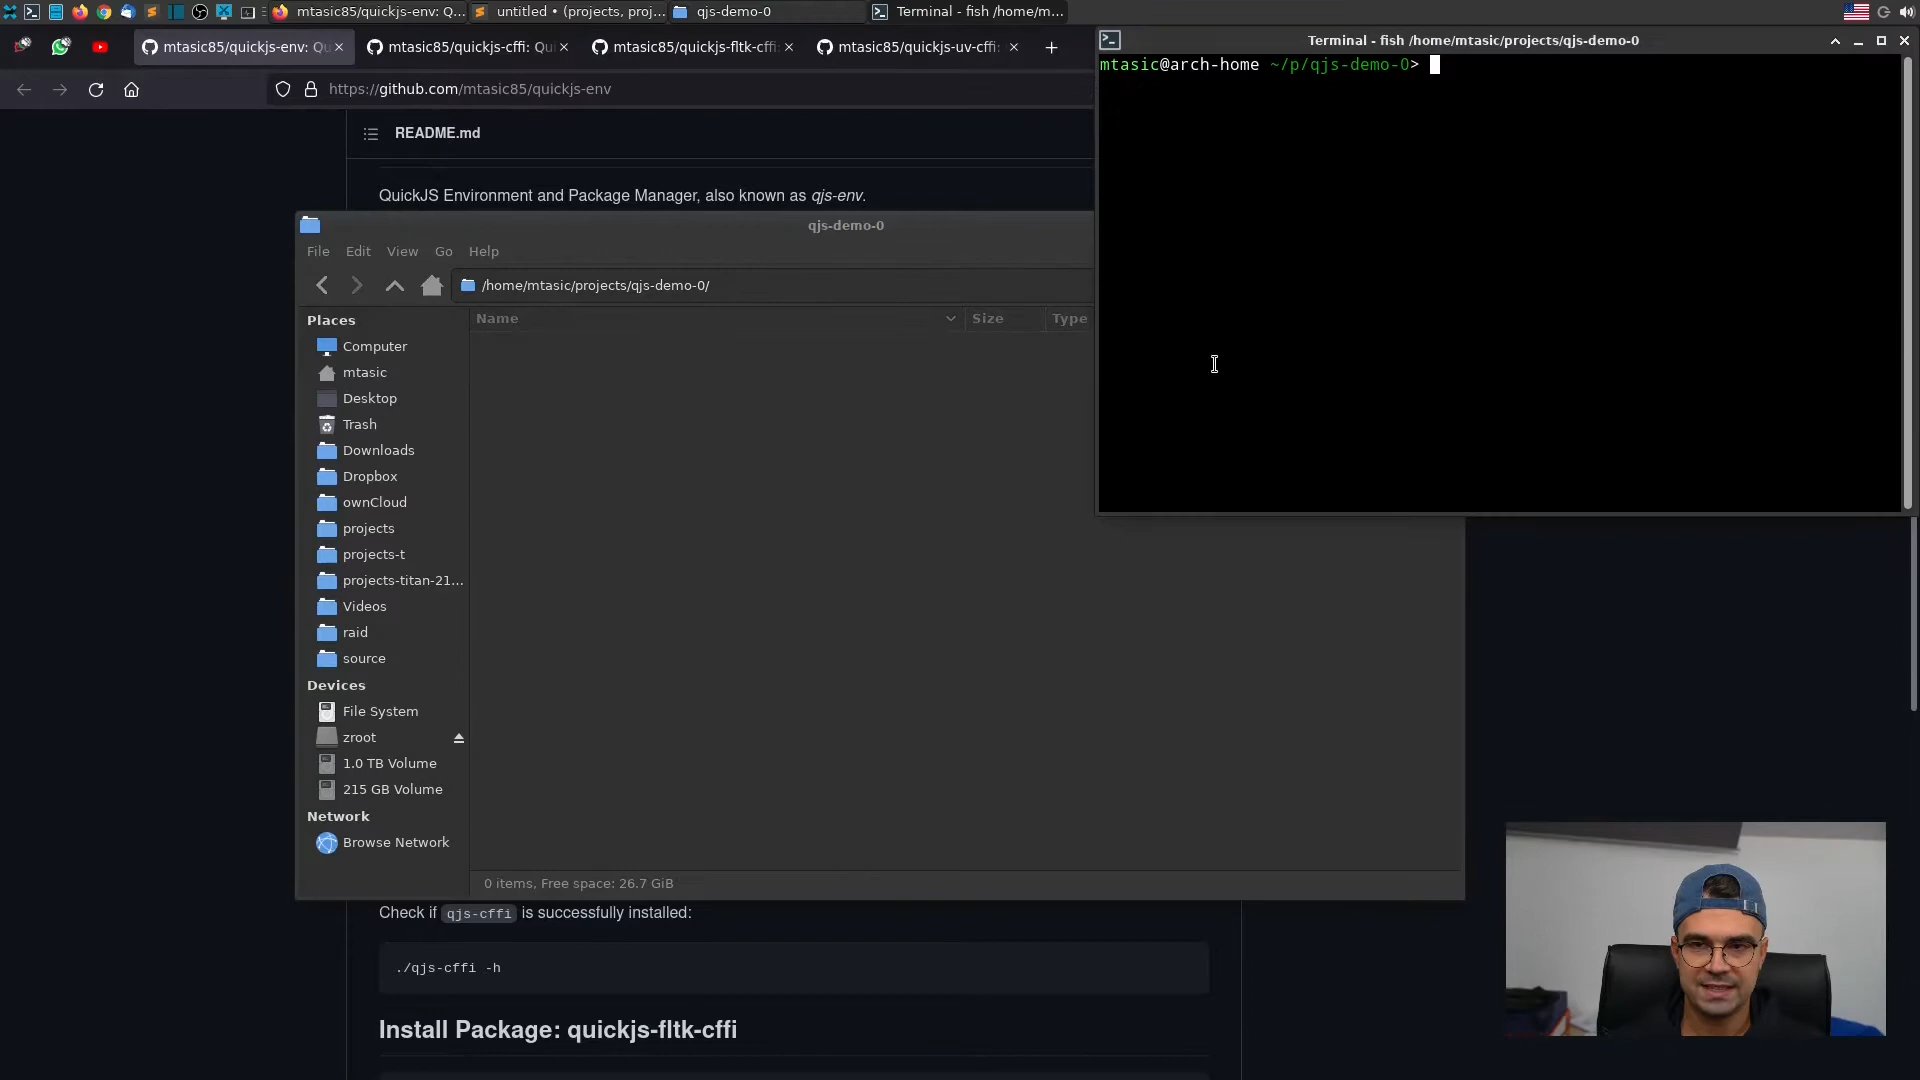 mtasic85/quickjs-env: Q...
untitled • (projects, proj...
qjs-demo-0
Terminal - fish /home/m...
mtasic85/quickjs-env: Qu
mtasic85/quickjs-cffi: Qu
mtasic85/quickjs-fltk-cffi:
mtasic85/quickjs-uv-cffi:
https://github.com/mtasic85/quickjs-env
Terminal - fish /home/mtasic/projects/qjs-demo-0
mtasic@arch-home ~/p/qjs-demo-0>
README.md
QuickJS Environment and Package Manager, also known as qjs-env.
qjs-demo-0
File Edit View Go Help
/home/mtasic/projects/qjs-demo-0/
Places
Name Size Type
Computer
mtasic
Desktop
Trash
Downloads
Dropbox
ownCloud
projects
projects-t
projects-titan-21...
Videos
raid
source
Devices
File System
zroot
1.0 TB Volume
215 GB Volume
Network
Browse Network
0 items, Free space: 26.7 GiB
Check if qjs-cffi is successfully installed:
./qjs-cffi -h
Install Package: quickjs-fltk-cffi